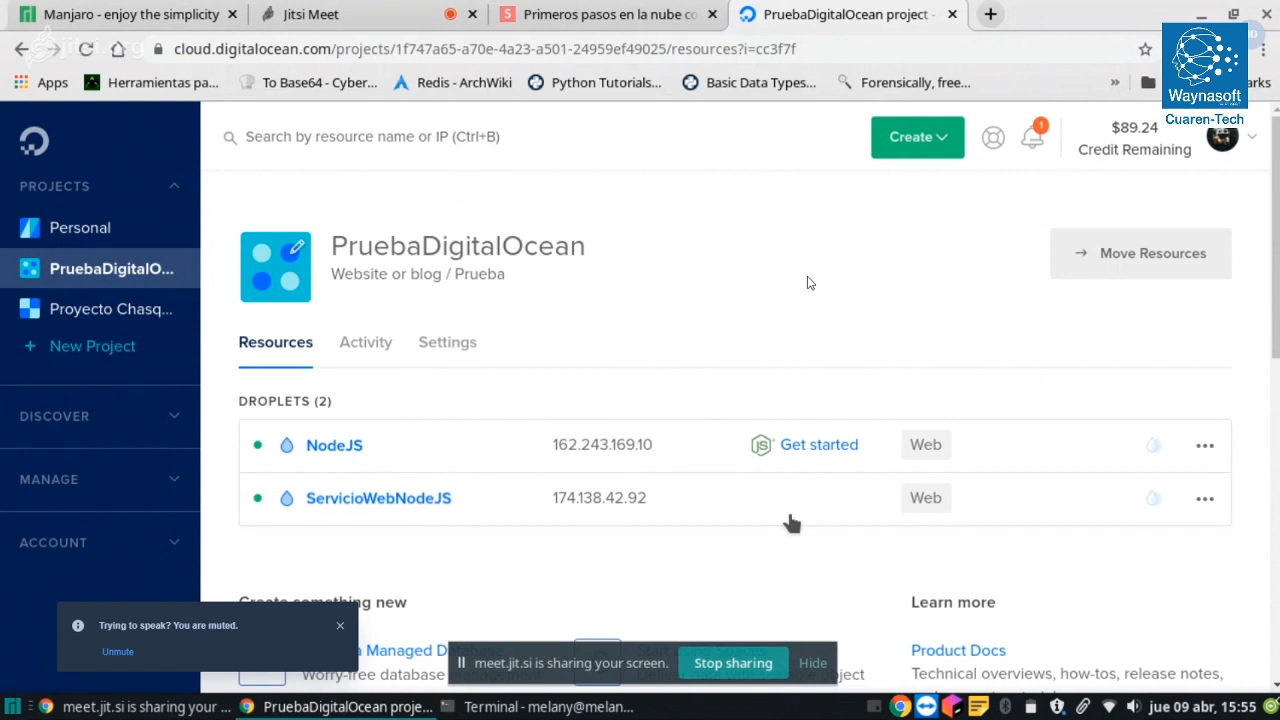 Manjaro - enjoy the simplicity
Jitsi Meet
Primeros pasos en la nube co
PruebaDigitalOcean project -
cloud.digitalocean.com/projects/1f747a65-a70e-4a23-a501-24959ef49025/resources?i=cc3f7f
Apps
Herramientas pa...
To Base64 - Cyber...
Redis - ArchWiki
Python Tutorials...
Basic Data Types...
Forensically, free...
»
Waynasoft
Cuaren-Tech
Search by resource name or IP (Ctrl+B)
Create
1
$89.24
Credit Remaining
PROJECTS
Personal
PruebaDigitalO...
Proyecto Chasq...
+ New Project
DISCOVER
MANAGE
ACCOUNT
PruebaDigitalOcean
Website or blog / Prueba
→ Move Resources
Resources
Activity
Settings
DROPLETS (2)
NodeJS
162.243.169.10
Get started
Web
ServicioWebNodeJS
174.138.42.92
Web
Create something new
Learn more
Managed
Product Docs
Worry-free database
object
Technical overviews, how-tos, release notes,
Trying to speak? You are muted.
Unmute
meet.jit.si is sharing your screen.
Stop sharing
Hide
meet.jit.si is sharing your ...
PruebaDigitalOcean proje...
Terminal - melany@melan...
jue 09 abr, 15:55